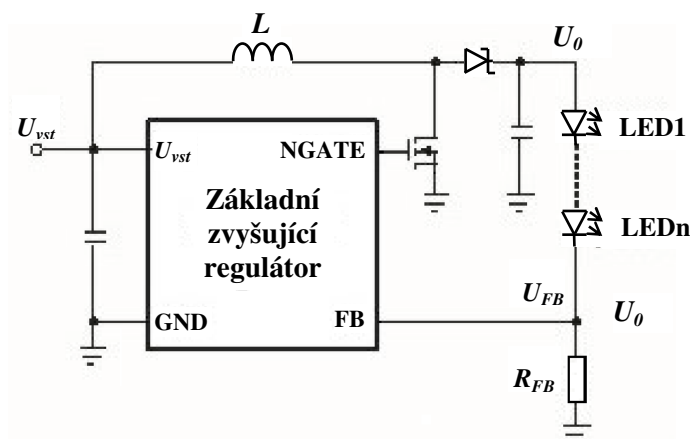 L
U0
Uvst
Uvst
NGATE
LED1
Základní
zvyšující
regulátor
LEDn
UFB
U0
GND
FB
RFB